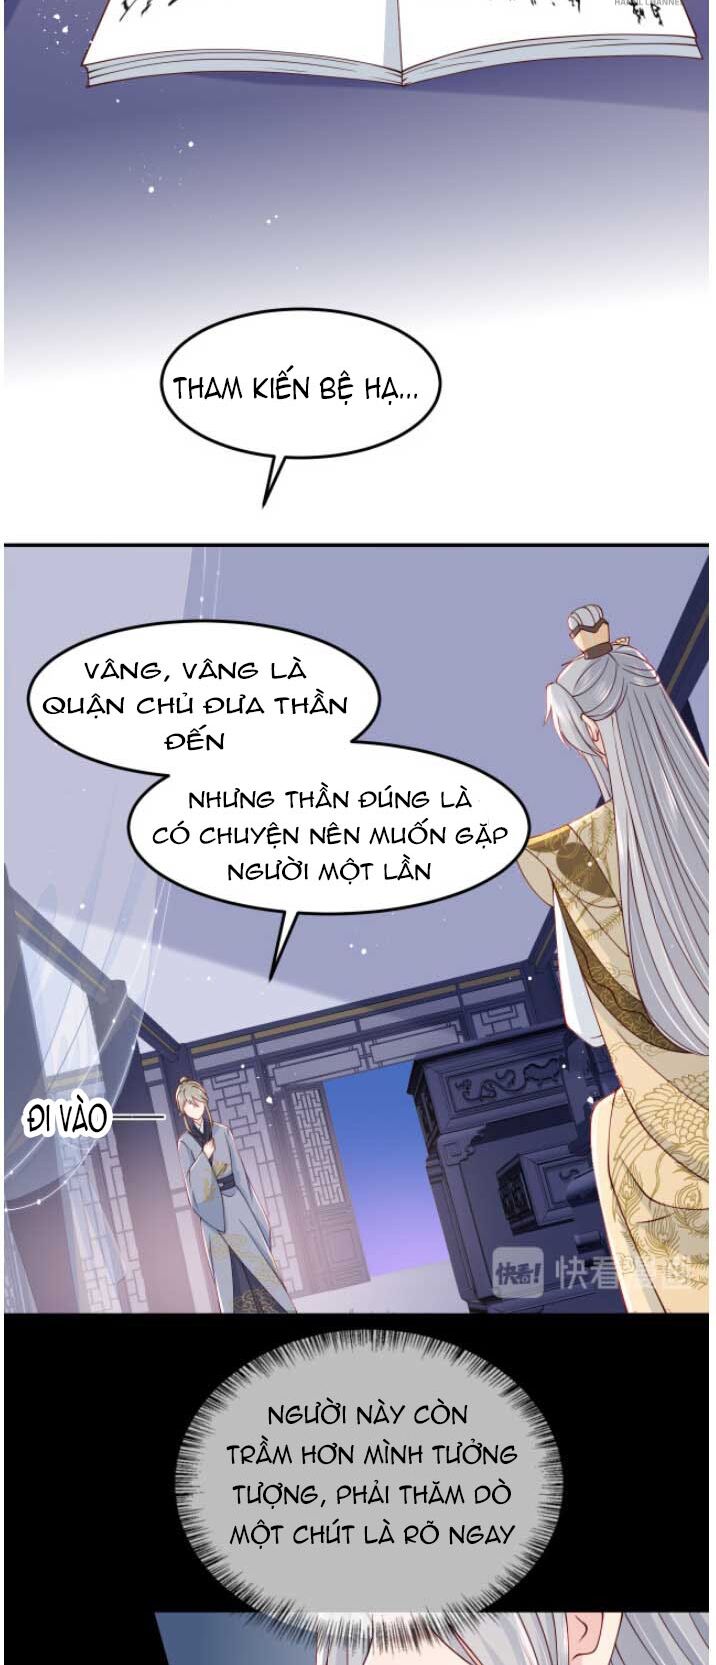 THAM KIẾN BỆ HẠ...
VÂNG, VÂNG LÀ
QUẬN CHỦ ĐƯA THẦN
ĐẾN
NHƯNG THẦN ĐÚNG LÀ
CÓ CHUYỆN NÊN MUỐN GẶP
NGƯỜI MỘT LẦN
ĐI VÀO
快看! 快看漫画
NGƯỜI NÀY CÒN
TRẦM HƠN MÌNH TƯỞNG
TƯỢNG, PHẢI THĂM DÒ
MỘT CHÚT LÀ RÕ NGAY